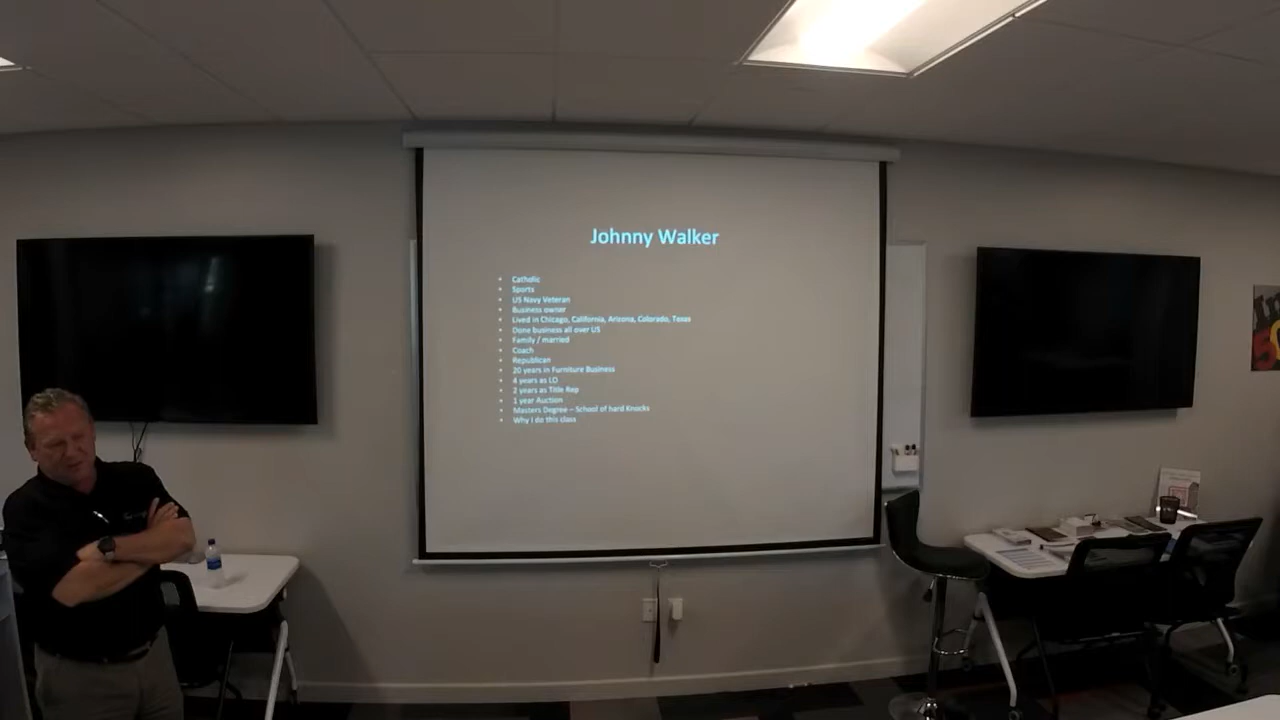 Johnny Walker
• Catholic
• Sports
• US Navy Veteran
• Business owner
• Lived in Chicago, California, Arizona, Colorado, Texas
• Done business all over US
• Family / married
• Coach
• Republican
• 20 years in Furniture Business
• 4 years as LO
• 2 years as Title Rep
• 1 year Auction
• Masters Degree – School of hard Knocks
• Why I do this class